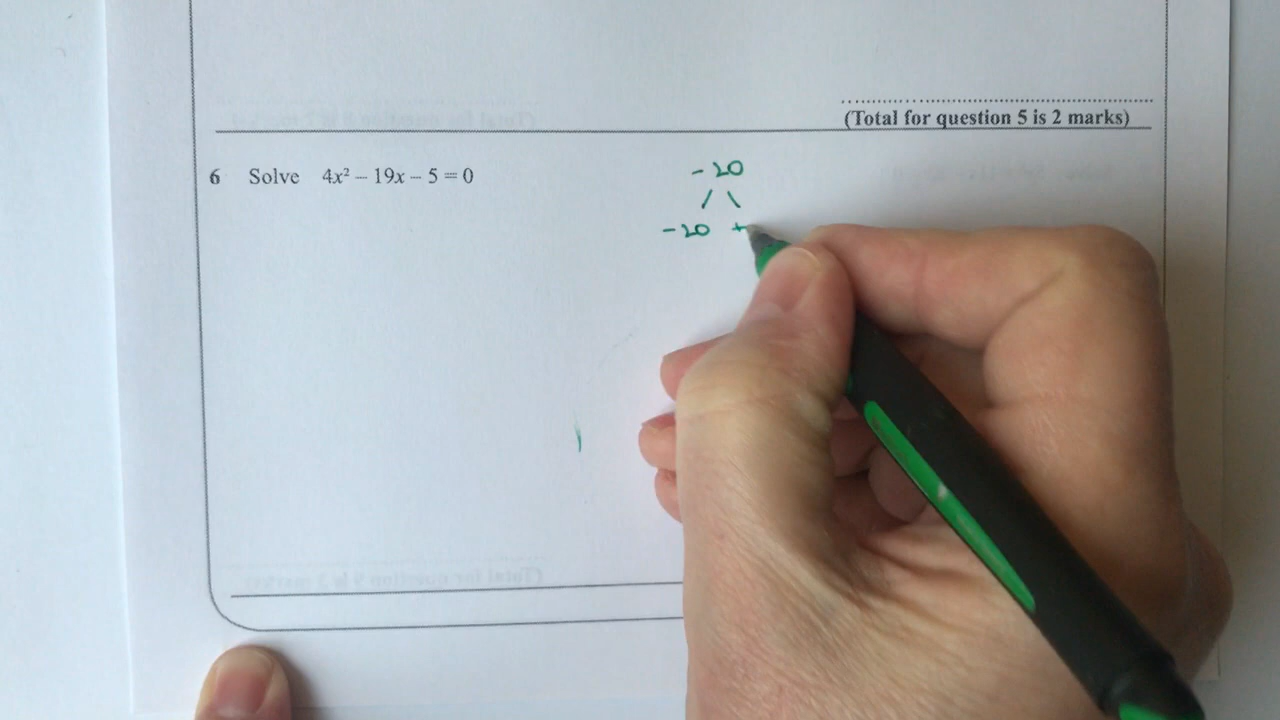 (Total for question 5 is 2 marks)
6 Solve 4x² – 19x – 5 = 0
- 20
/ \
-20 +